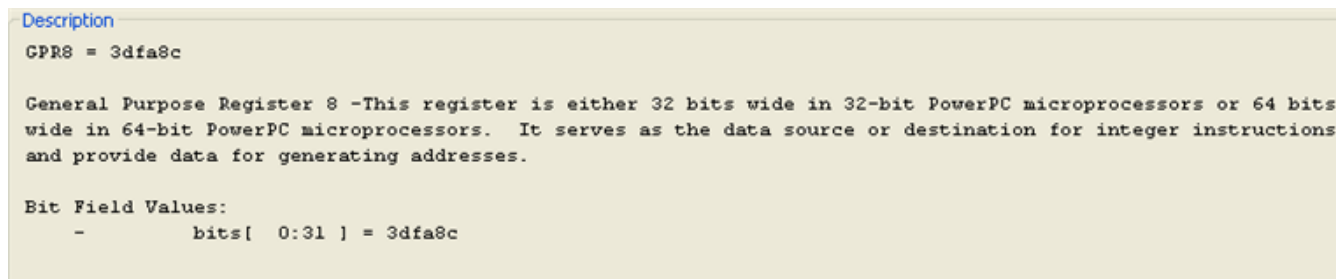 Description
GPR8 = 3dfa8c
General Purpose Register 8 -This register is either 32 bits wide in 32-bit PowerPC microprocessors or 64 bits
wide in 64-bit PowerPC microprocessors.  It serves as the data source or destination for integer instructions
and provide data for generating addresses.
Bit Field Values:
    -         bits[  0:31 ] = 3dfa8c